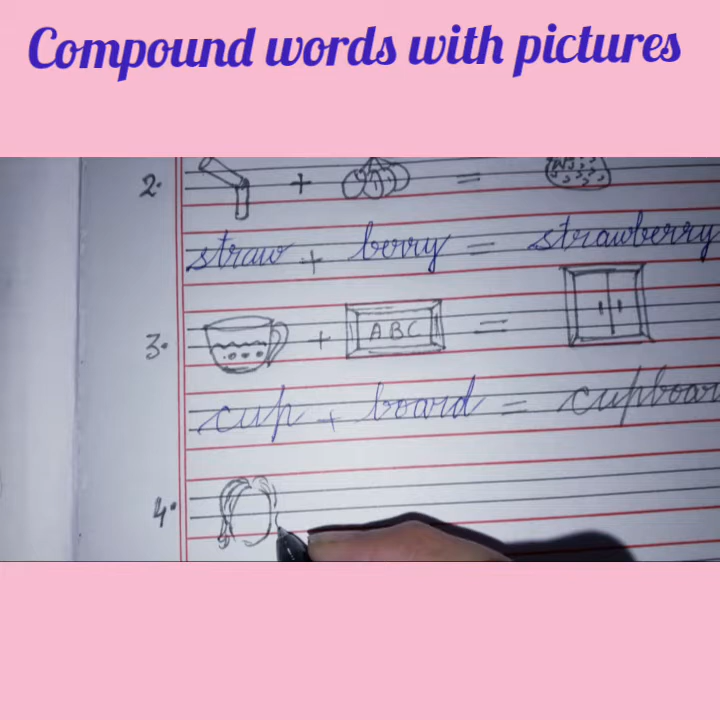 Compound words with pictures
2.
+ =
straw + berry = strawberry
3. + ABC =
cup + board = cupboar
4.